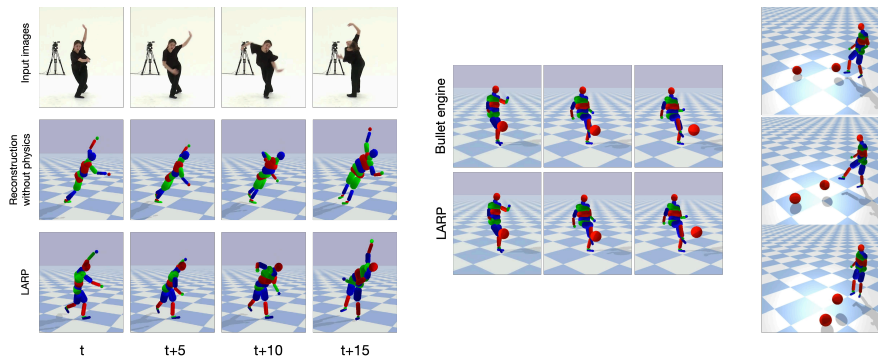 Input images
Reconstruction
without physics
LARP
t
t+5
t+10
t+15
Bullet engine
LARP